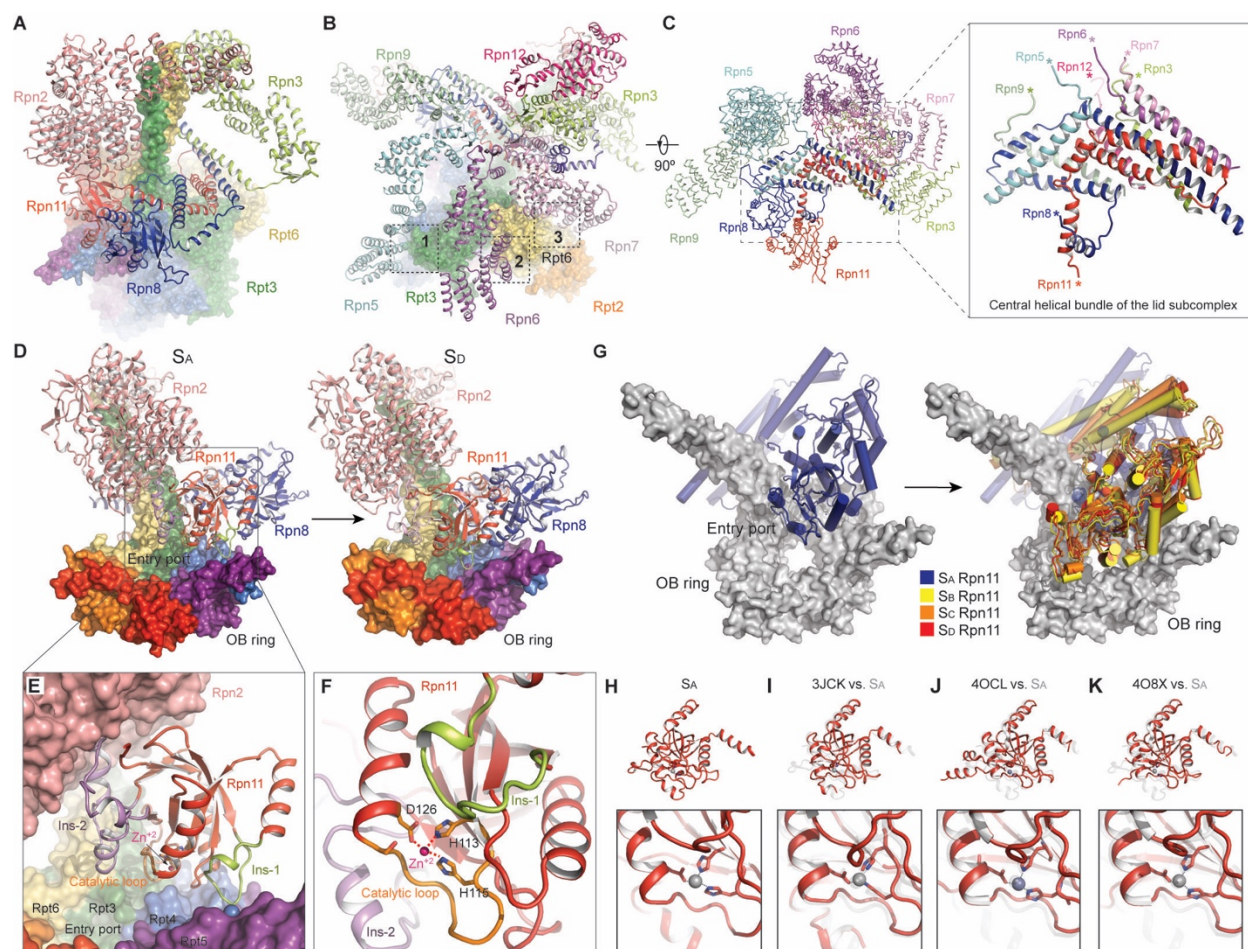 A
Rpn2
Rpn3
Rpn11
Rpt6
Rpn8
Rpt3
B
Rpn12
Rpn9
Rpn3
1
3
2
Rpt6
Rpn7
Rpn5
Rpt3
Rpn6
Rpt2
90º
C
Rpn6
Rpn5
Rpn7
Rpn8
Rpn9
Rpn3
Rpn11
Rpn6
*
Rpn7
*
Rpn5
*
Rpn12
*
*
Rpn3
Rpn9
*
Rpn8*
Rpn11
*
Central helical bundle of the lid subcomplex
D
SA
SD
Rpn2
Rpn2
Rpn11
Rpn11
Rpn8
Rpn8
Entry port
OB ring
OB ring
G
Entry port
OB ring
SA Rpn11
SB Rpn11
SC Rpn11
SD Rpn11
OB ring
E
Rpn2
Rpn11
Ins-2
Zn+2
Ins-1
Catalytic loop
Rpt6
Rpt3
Rpt4
Entry port
Rpt5
F
Rpn11
Ins-1
D126
H113
Zn+2
Catalytic loop
H115
Ins-2
H
SA
I
3JCK vs. SA
J
4OCL vs. SA
K
4O8X vs. SA